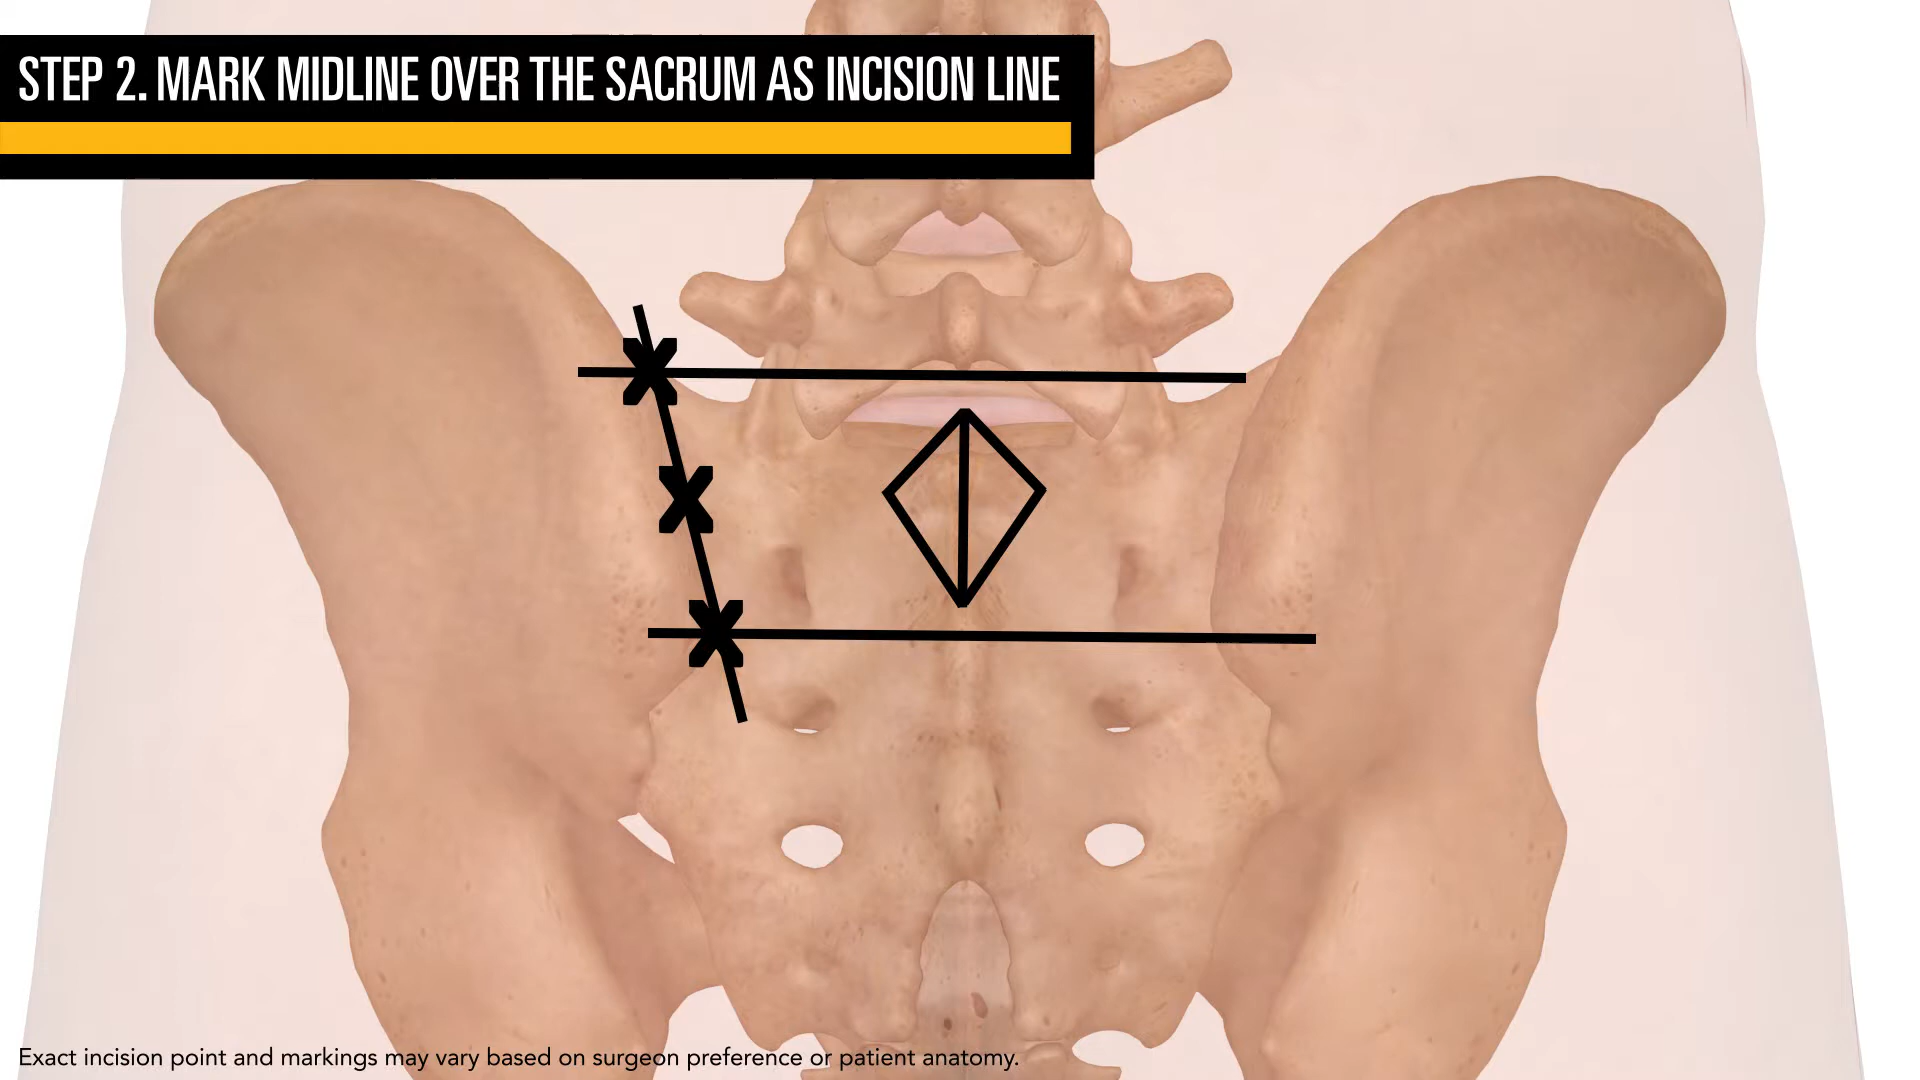 STEP 2. MARK MIDLINE OVER THE SACRUM AS INCISION LINE
Exact incision point and markings may vary based on surgeon preference or patient anatomy.